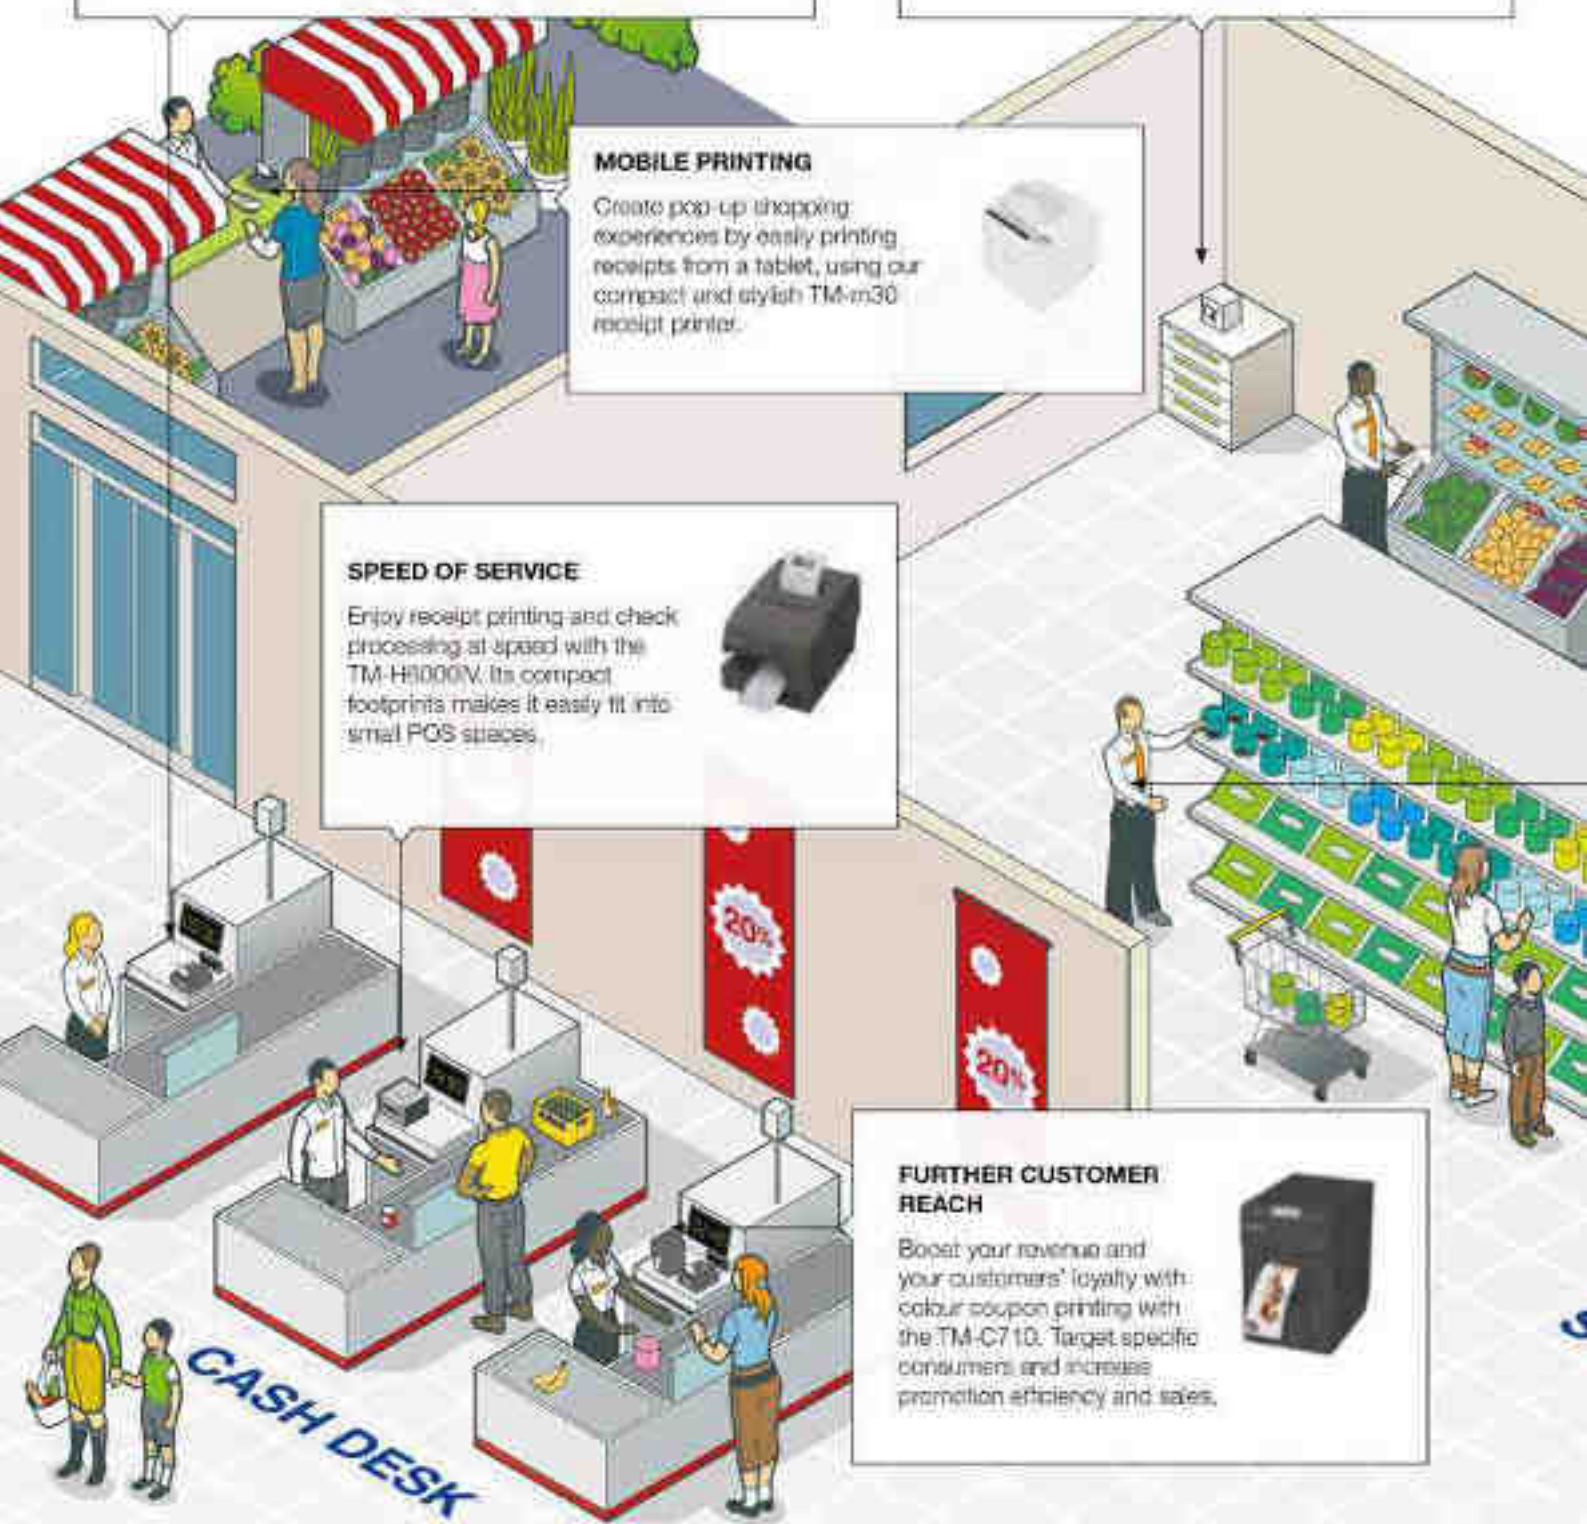 MOBILE PRINTING
Create pop-up shopping
experiences by easily printing
receipts from a tablet, using our
compact and stylish TM-m30
receipt printer.
SPEED OF SERVICE
Enjoy receipt printing and check
processing at speed with the
TM-H6000IV. Its compact
footprints makes it easily fit into
small POS spaces.
20%
20%
FURTHER CUSTOMER
REACH
Boost your revenue and
your customers' loyalty with
colour coupon printing with
the TM-C710. Target specific
consumers and increase
promotion efficiency and sales.
CASH DESK
S